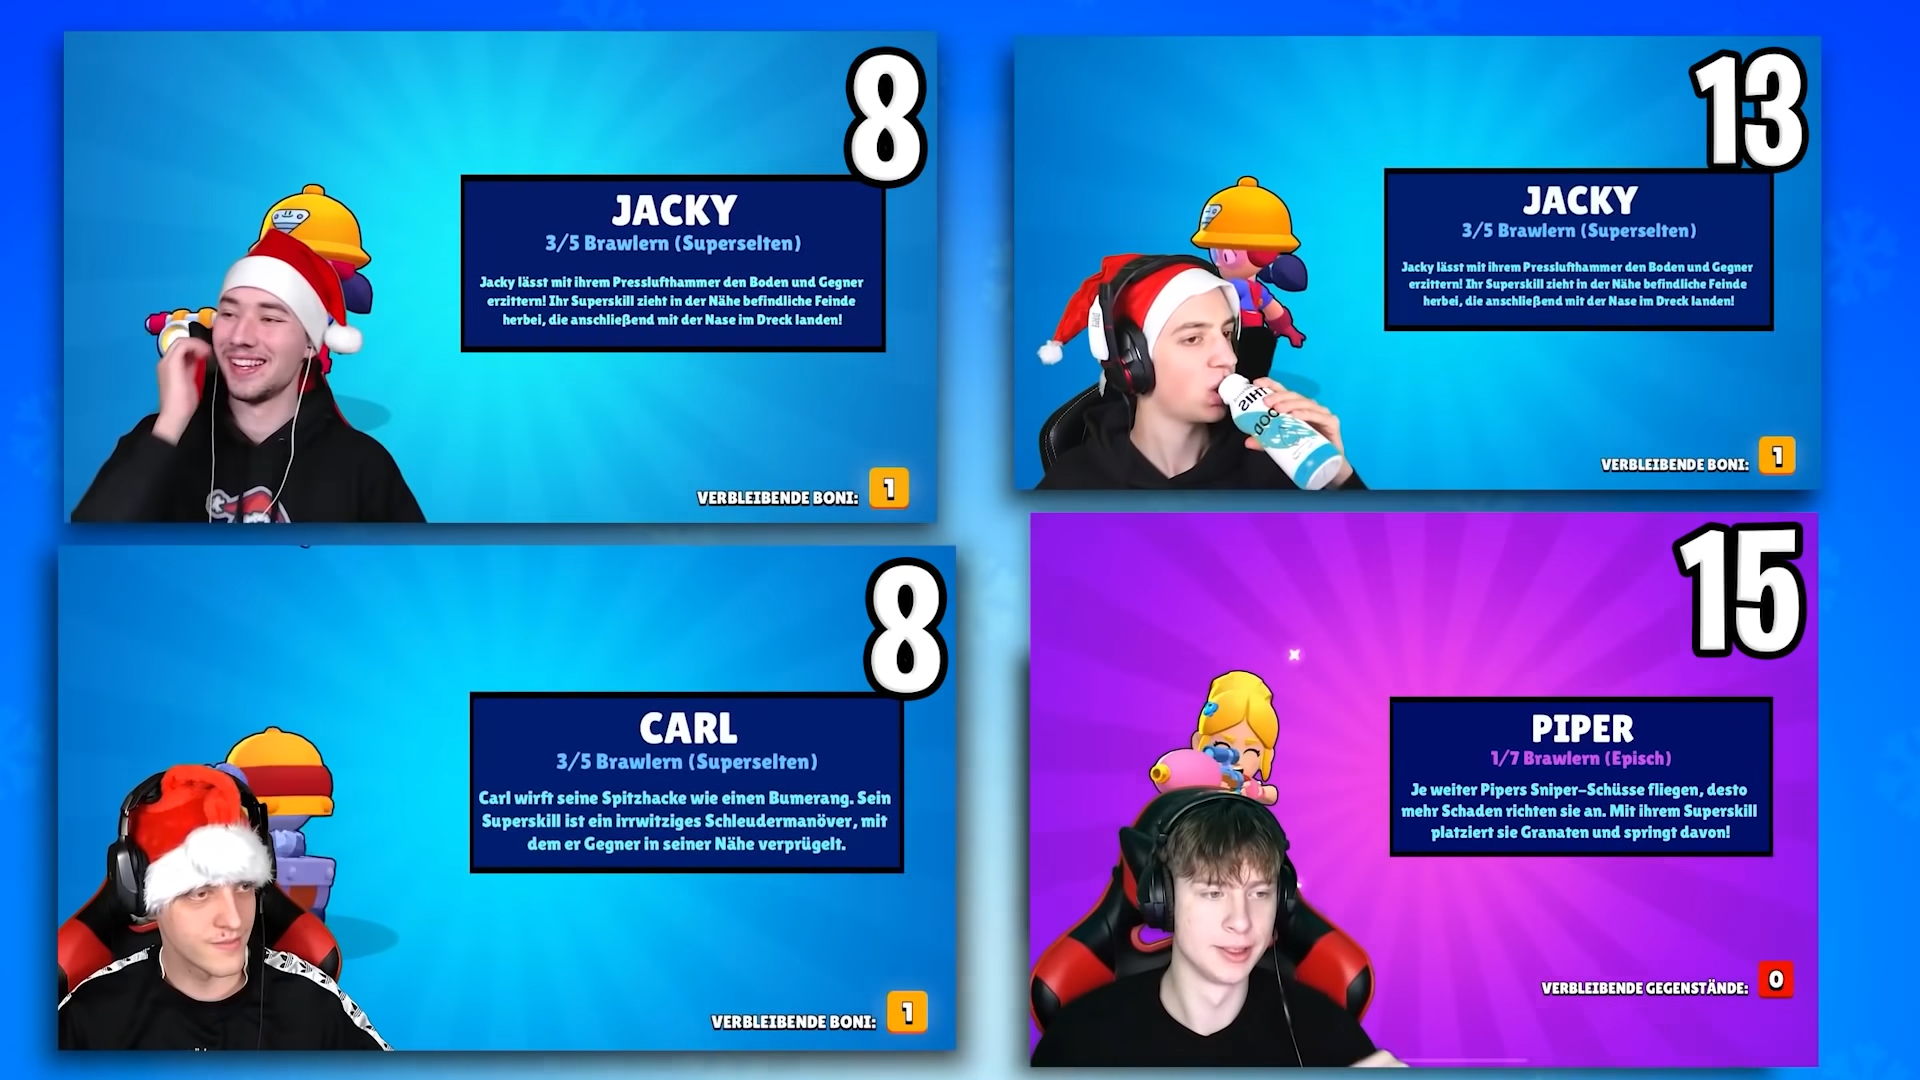 8
JACKY
3/5 Brawlern (Superselten)
Jacky lässt mit ihrem Presslufthammer den Boden und Gegner
erzittern! Ihr Superskill zieht in der Nähe befindliche Feinde
herbei, die anschließend mit der Nase im Dreck landen!
VERBLEIBENDE BONI: 1
13
JACKY
3/5 Brawlern (Superselten)
Jacky lässt mit ihrem Presslufthammer den Boden und Gegner
erzittern! Ihr Superskill zieht in der Nähe befindliche Feinde
herbei, die anschließend mit der Nase im Dreck landen!
VERBLEIBENDE BONI: 1
8
CARL
3/5 Brawlern (Superselten)
Carl wirft seine Spitzhacke wie einen Bumerang. Sein
Superskill ist ein irrwitziges Schleudermanöver, mit
dem er Gegner in seiner Nähe verprügelt.
VERBLEIBENDE BONI: 1
15
PIPER
1/7 Brawlern (Episch)
Je weiter Pipers Sniper-Schüsse fliegen, desto
mehr Schaden richten sie an. Mit ihrem Superskill
platziert sie Granaten und springt davon!
VERBLEIBENDE GEGENSTÄNDE: 0